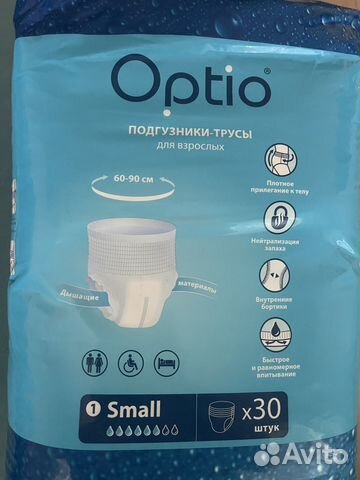 Optio®
ПОДГУЗНИКИ-ТРУСЫ
для взрослых
60-90 см
Плотное
прилегание к телу
Нейтрализация
запаха
Дышащие
материалы
Внутренние
бортики
Быстрое
и равномерное
впитывание
1 Small
x30
штук
Avito